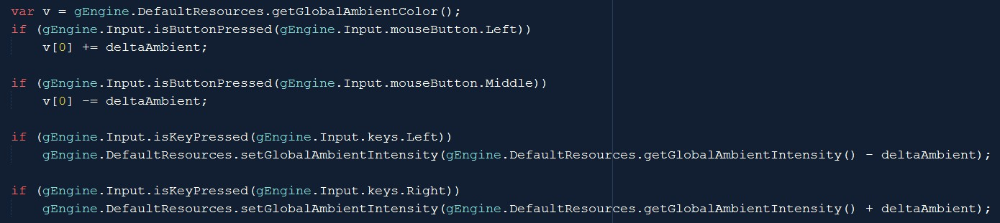 var v = gEngine.DefaultResources.getGlobalAmbientColor();
if (gEngine.Input.isButtonPressed(gEngine.Input.mouseButton.Left))
    v[0] += deltaAmbient;

if (gEngine.Input.isButtonPressed(gEngine.Input.mouseButton.Middle))
    v[0] -= deltaAmbient;

if (gEngine.Input.isKeyPressed(gEngine.Input.keys.Left))
    gEngine.DefaultResources.setGlobalAmbientIntensity(gEngine.DefaultResources.getGlobalAmbientIntensity() - deltaAmbient);

if (gEngine.Input.isKeyPressed(gEngine.Input.keys.Right))
    gEngine.DefaultResources.setGlobalAmbientIntensity(gEngine.DefaultResources.getGlobalAmbientIntensity() + deltaAmbient);